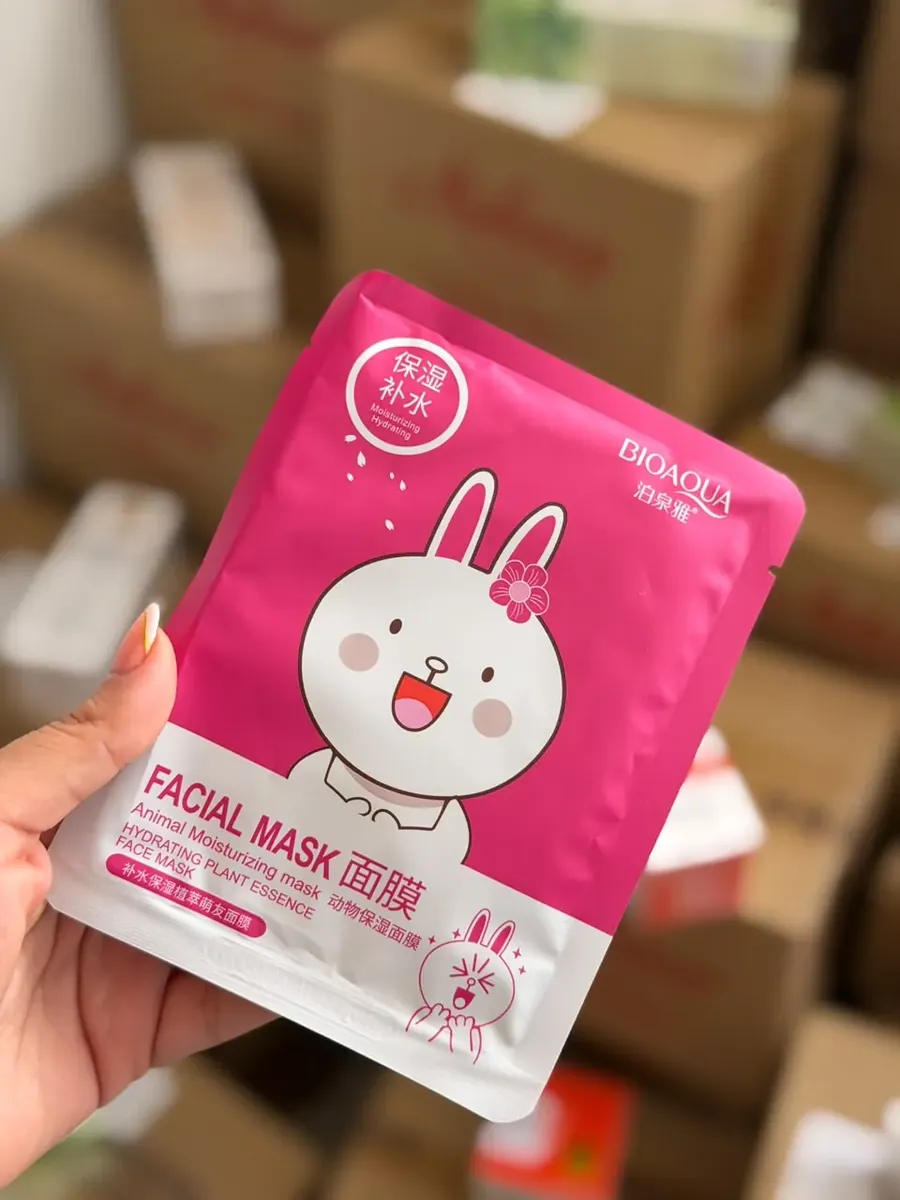 保湿
补水
Moisturizing
Hydrating
BIOAQUA
泊泉雅®
FACIAL MASK 面膜
Animal Moisturizing mask 动物保湿面膜
HYDRATING PLANT ESSENCE
FACE MASK
补水保湿植萃萌友面膜